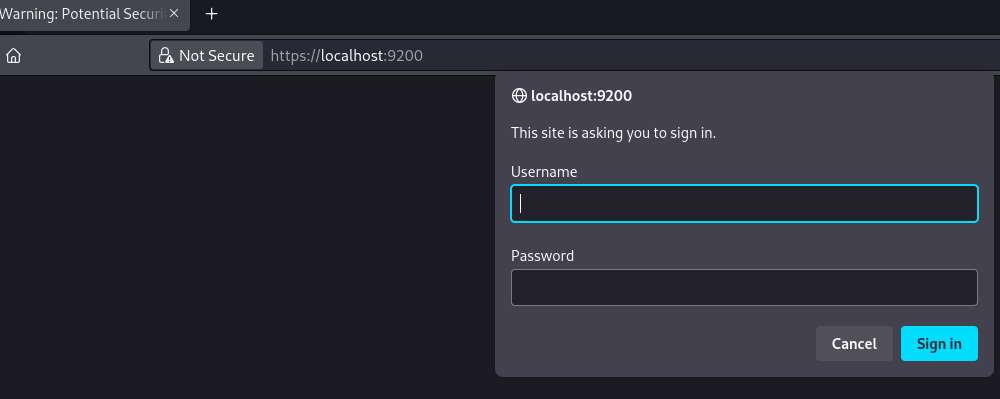 Warning: Potential Securi
Not Secure https://localhost:9200
localhost:9200
This site is asking you to sign in.
Username
Password
Cancel Sign in